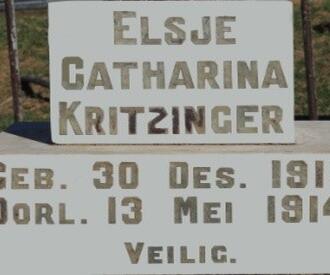 ELSJE
CATHARINA
KRITZINGER
GEB. 30 DES. 191
OORL. 13 MEI 1914
VEILIG.